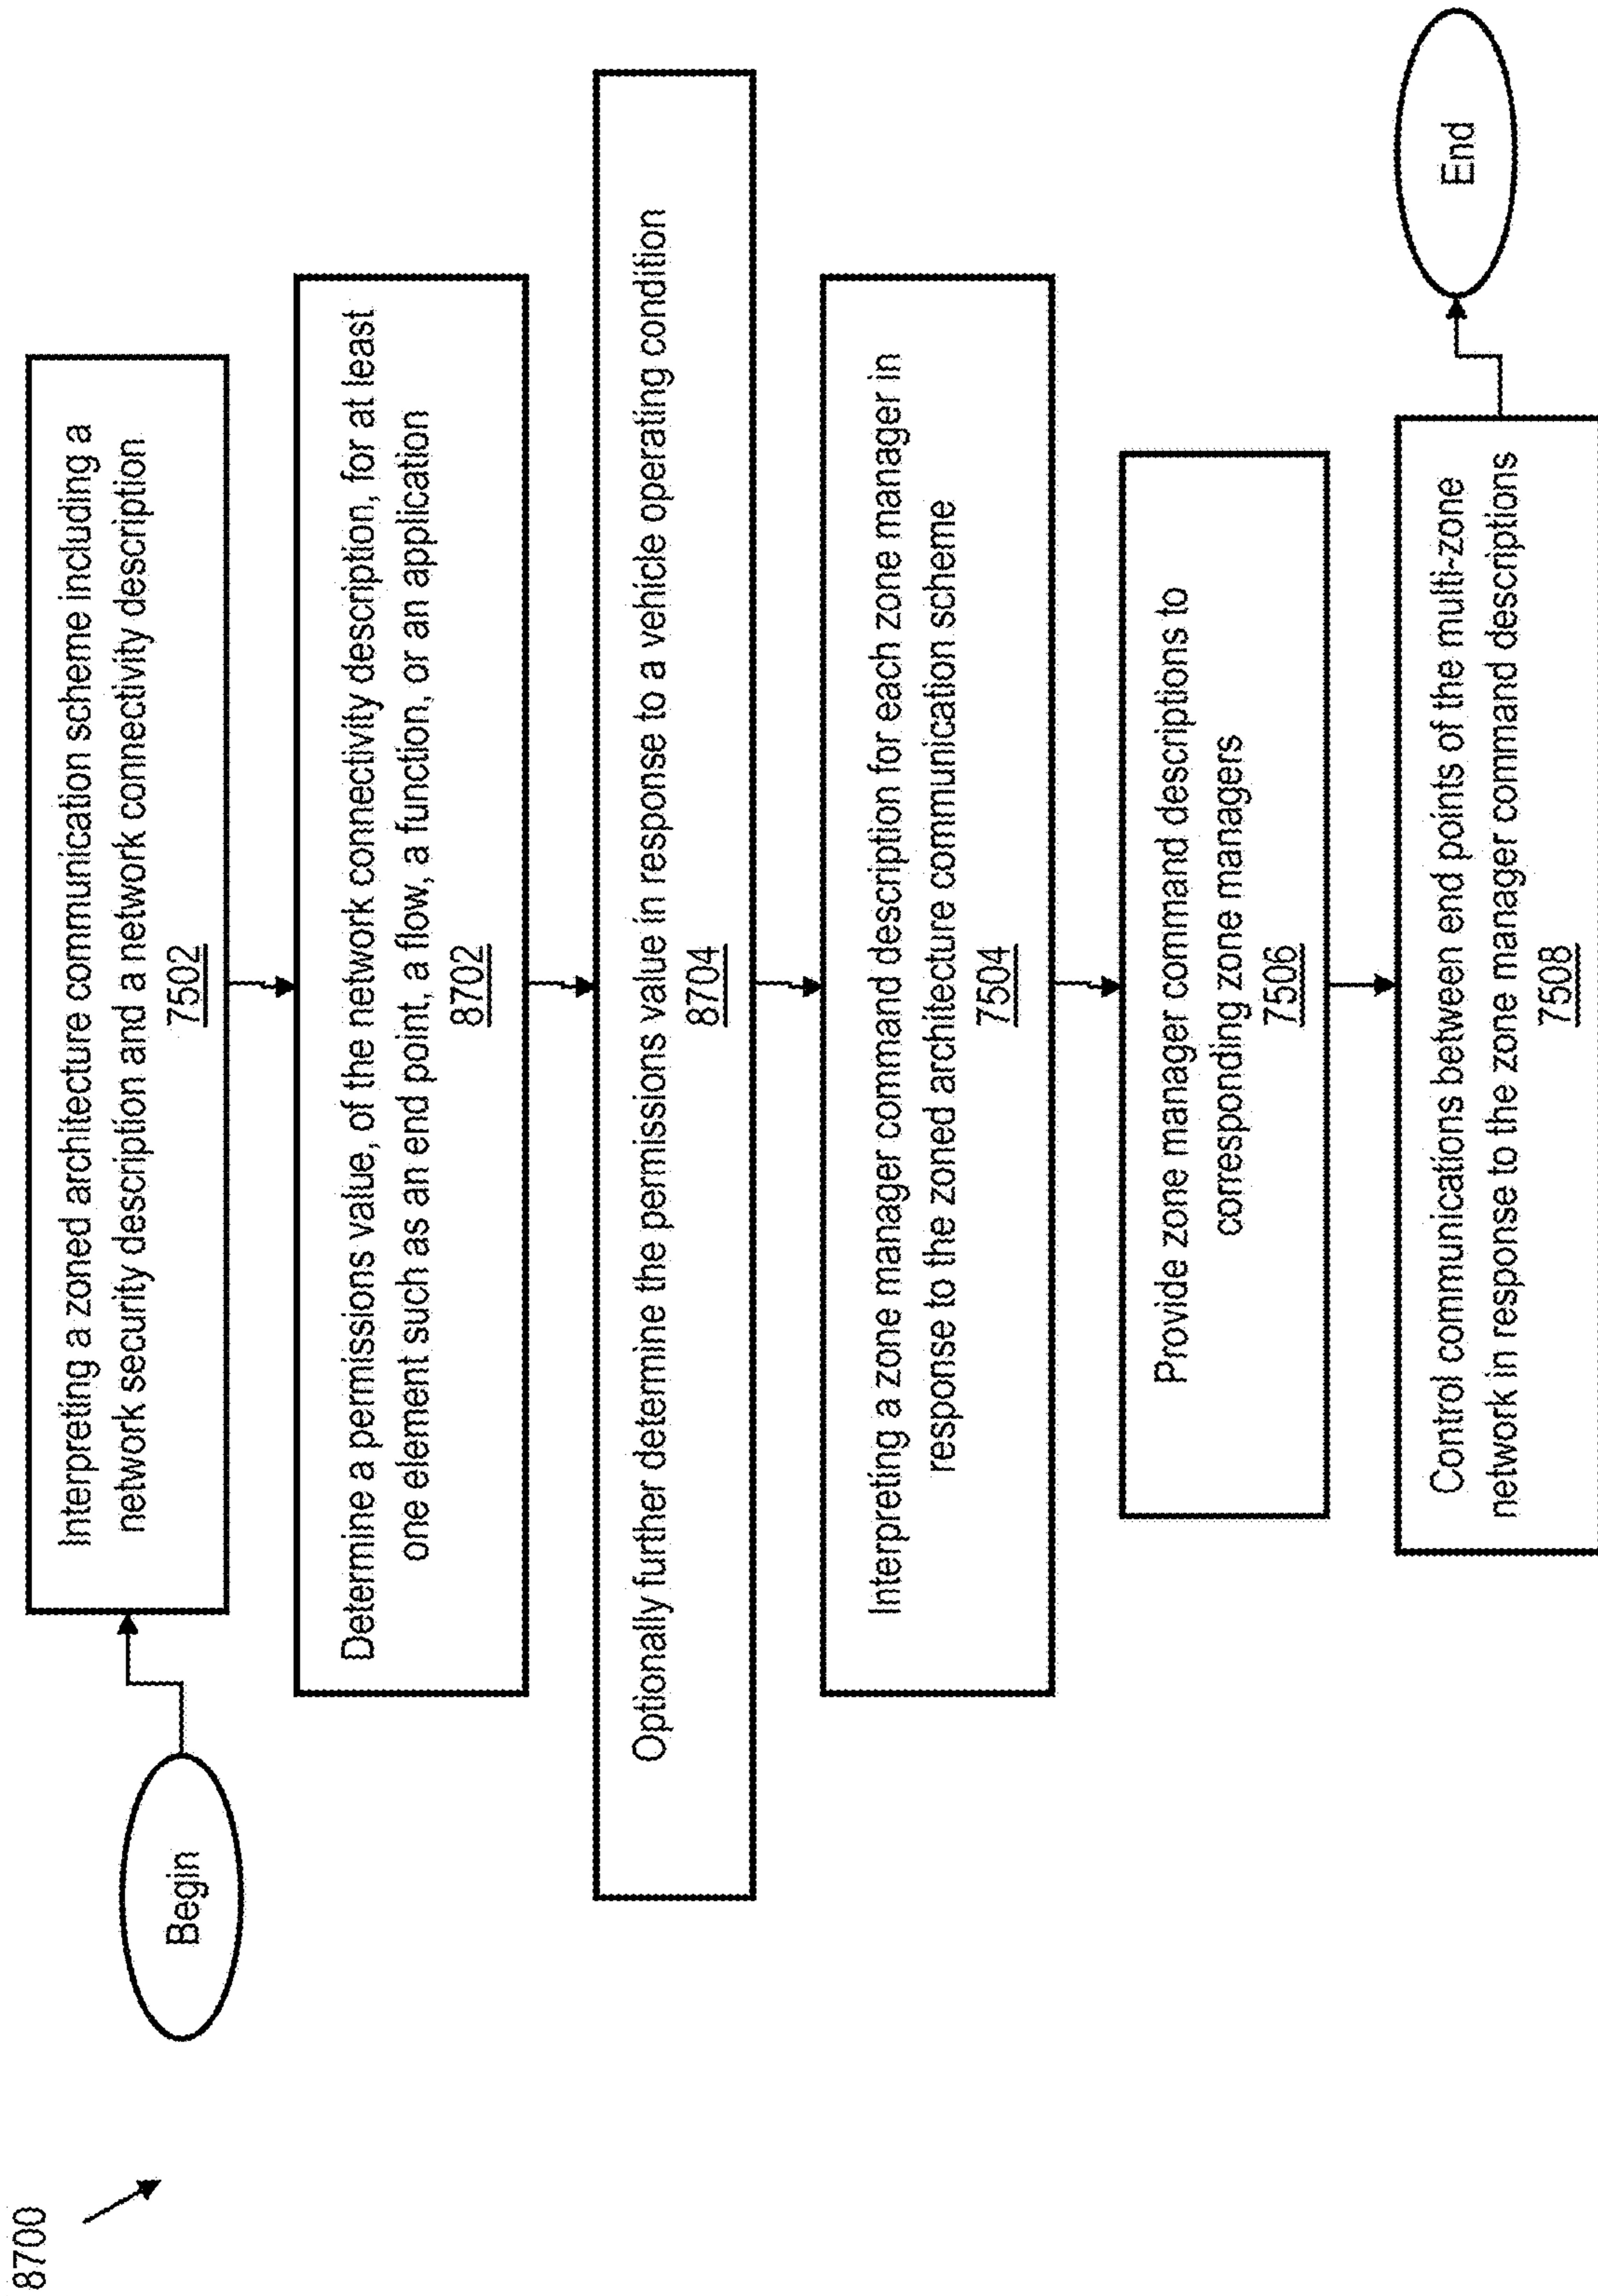 8700
Begin
Interpreting a zoned architecture communication scheme including a
network security description and a network connectivity description
7502
Determine a permissions value, of the network connectivity description, for at least
one element such as an end point, a flow, a function, or an application
8702
Optionally further determine the permissions value in response to a vehicle operating condition
8704
Interpreting a zone manager command description for each zone manager in
response to the zoned architecture communication scheme
7504
Provide zone manager command descriptions to
corresponding zone managers
7506
Control communications between end points of the multi-zone
network in response to the zone manager command descriptions
7508
End